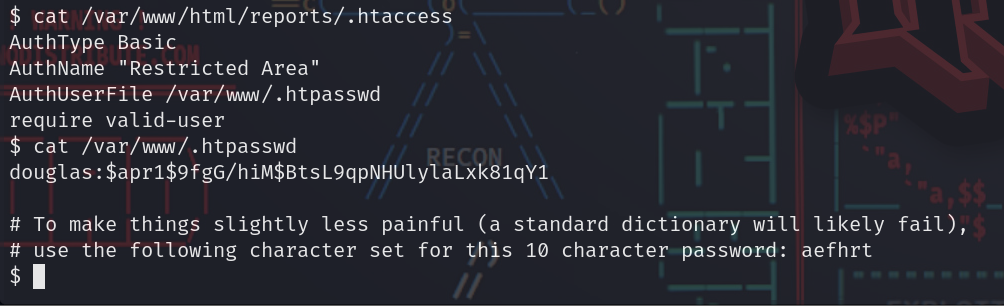 $ cat /var/www/html/reports/.htaccess
AuthType Basic
AuthName "Restricted Area"
AuthUserFile /var/www/.htpasswd
require valid-user
$ cat /var/www/.htpasswd
douglas:$apr1$9fgG/hiM$BtsL9qpNHUlylaLxk81qY1
# To make things slightly less painful (a standard dictionary will likely fail),
# use the following character set for this 10 character password: aefhrt
$
RECON